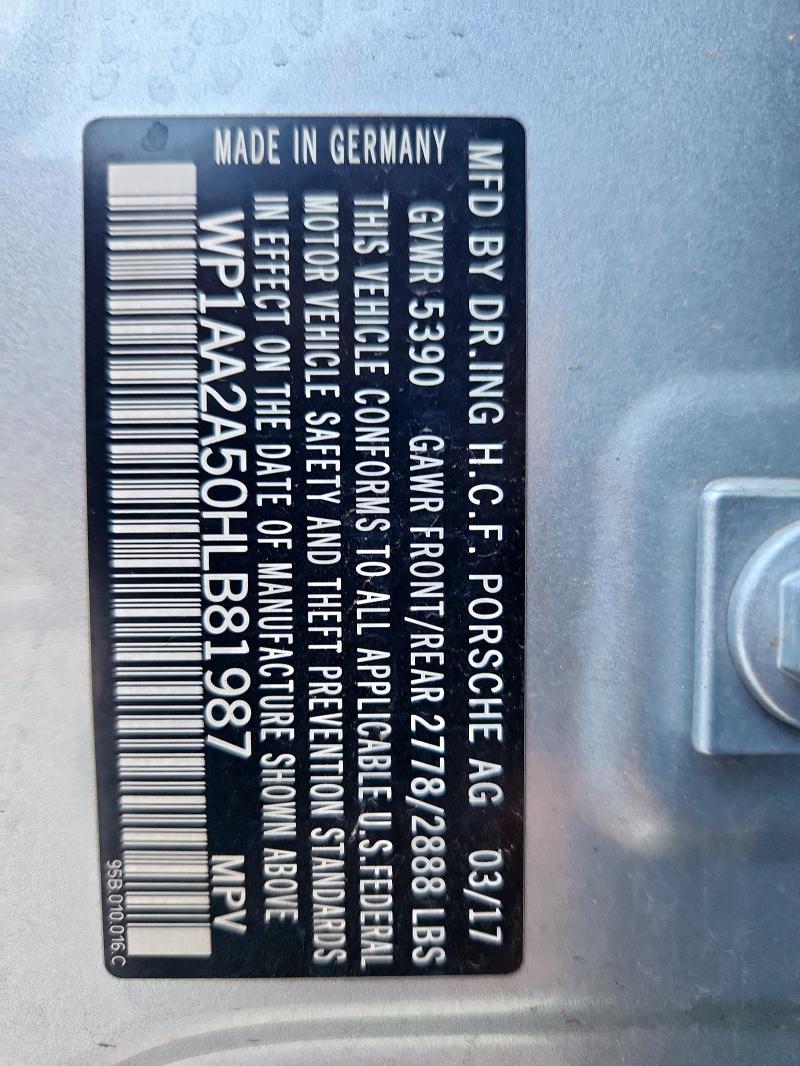 MFD BY DR.ING H.C.F. PORSCHE AG 03/17
MADE IN GERMANY GVWR 5390 GAWR FRONT/REAR 2778/2888 LBS
THIS VEHICLE CONFORMS TO ALL APPLICABLE U.S.FEDERAL
MOTOR VEHICLE SAFETY AND THEFT PREVENTION STANDARDS
IN EFFECT ON THE DATE OF MANUFACTURE SHOWN ABOVE
WP1AA2A50HLB81987 MPV
95B.010.016.C